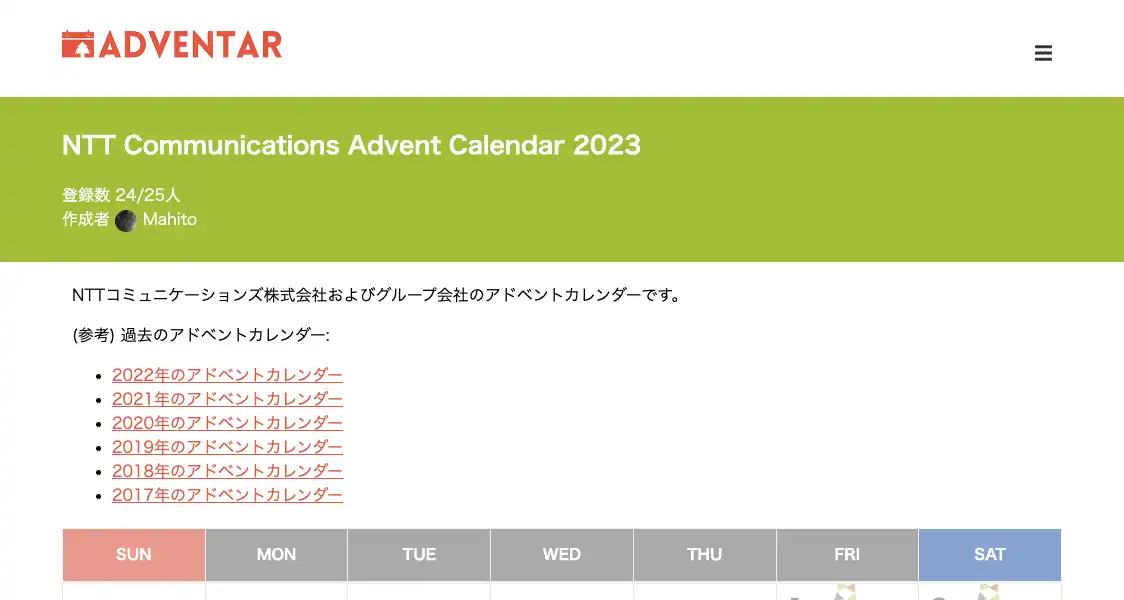 ADVENTAR
NTT Communications Advent Calendar 2023
登録数 24/25人
作成者 Mahito
NTTコミュニケーションズ株式会社およびグループ会社のアドベントカレンダーです。
(参考) 過去のアドベントカレンダー:
2022年のアドベントカレンダー
2021年のアドベントカレンダー
2020年のアドベントカレンダー
2019年のアドベントカレンダー
2018年のアドベントカレンダー
2017年のアドベントカレンダー
SUN MON TUE WED THU FRI SAT